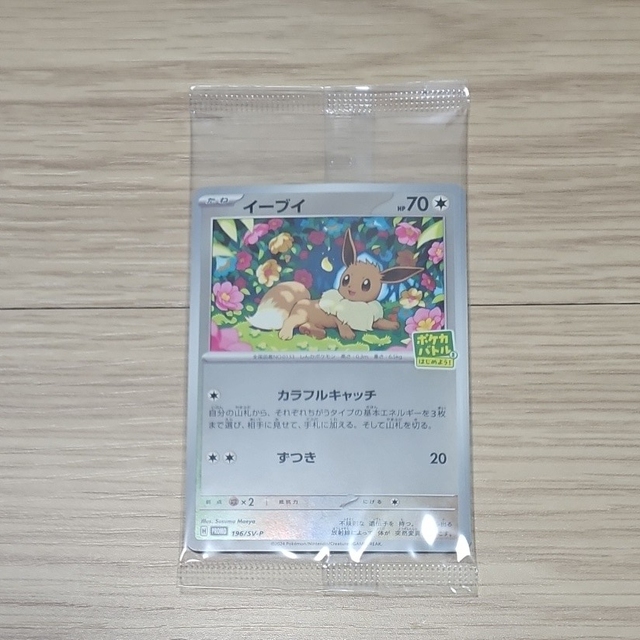 たね
イーブイ
HP 70
ポケカ
バトル
はじめよう!
カラフルキャッチ
自分の山札から、それぞれちがうタイプの基本エネルギーを3枚
まで選び、相手に見せて、手札に加える。そして山札を切る。
ずつき 20
弱点 ×2 抵抗力 にげる
Illus.
H PROMO 196/SV-P